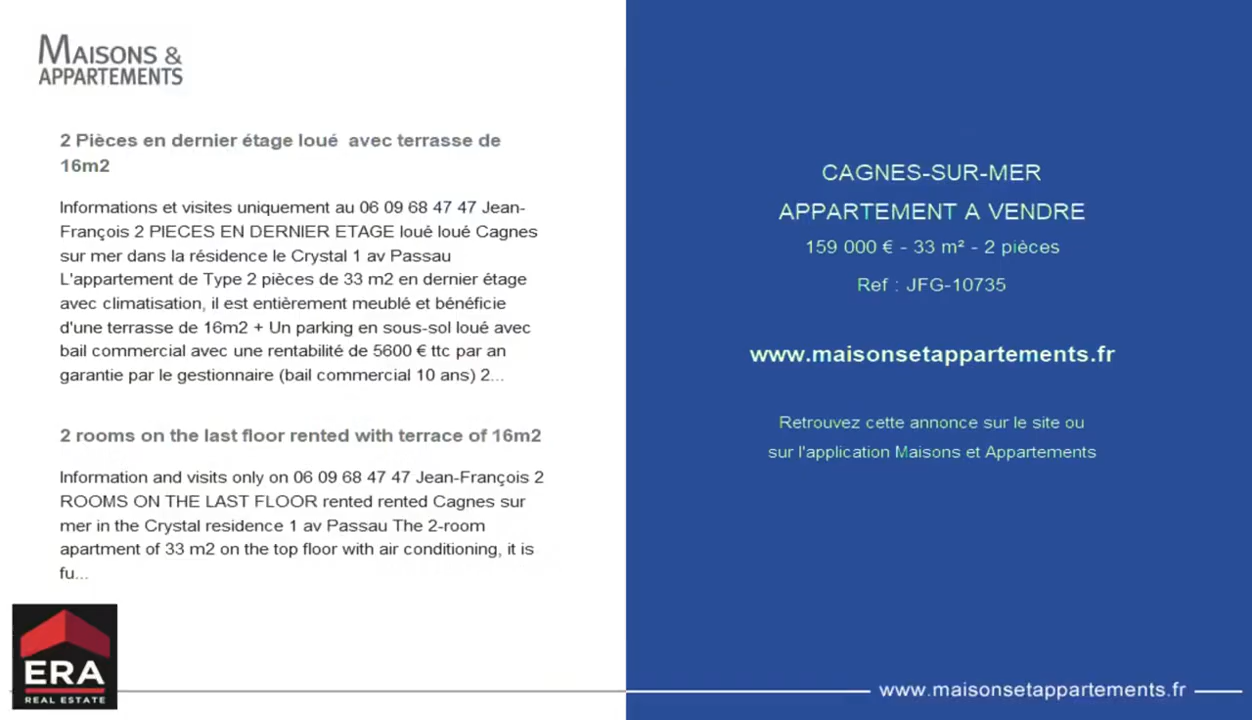 MAISONS &
APPARTEMENTS
2 Pièces en dernier étage loué  avec terrasse de
16m2
Informations et visites uniquement au 06 09 68 47 47 Jean-
François 2 PIECES EN DERNIER ETAGE loué loué Cagnes
sur mer dans la résidence le Crystal 1 av Passau
L'appartement de Type 2 pièces de 33 m2 en dernier étage
avec climatisation, il est entièrement meublé et bénéficie
d'une terrasse de 16m2 + Un parking en sous-sol loué avec
bail commercial avec une rentabilité de 5600 € ttc par an
garantie par le gestionnaire (bail commercial 10 ans) 2...
2 rooms on the last floor rented with terrace of 16m2
Information and visits only on 06 09 68 47 47 Jean-François 2
ROOMS ON THE LAST FLOOR rented rented Cagnes sur
mer in the Crystal residence 1 av Passau The 2-room
apartment of 33 m2 on the top floor with air conditioning, it is
fu...
ERA
REAL ESTATE
CAGNES-SUR-MER
APPARTEMENT A VENDRE
159 000 € - 33 m² - 2 pièces
Ref : JFG-10735
www.maisonsetappartements.fr
Retrouvez cette annonce sur le site ou
sur l'application Maisons et Appartements
www.maisonsetappartements.fr